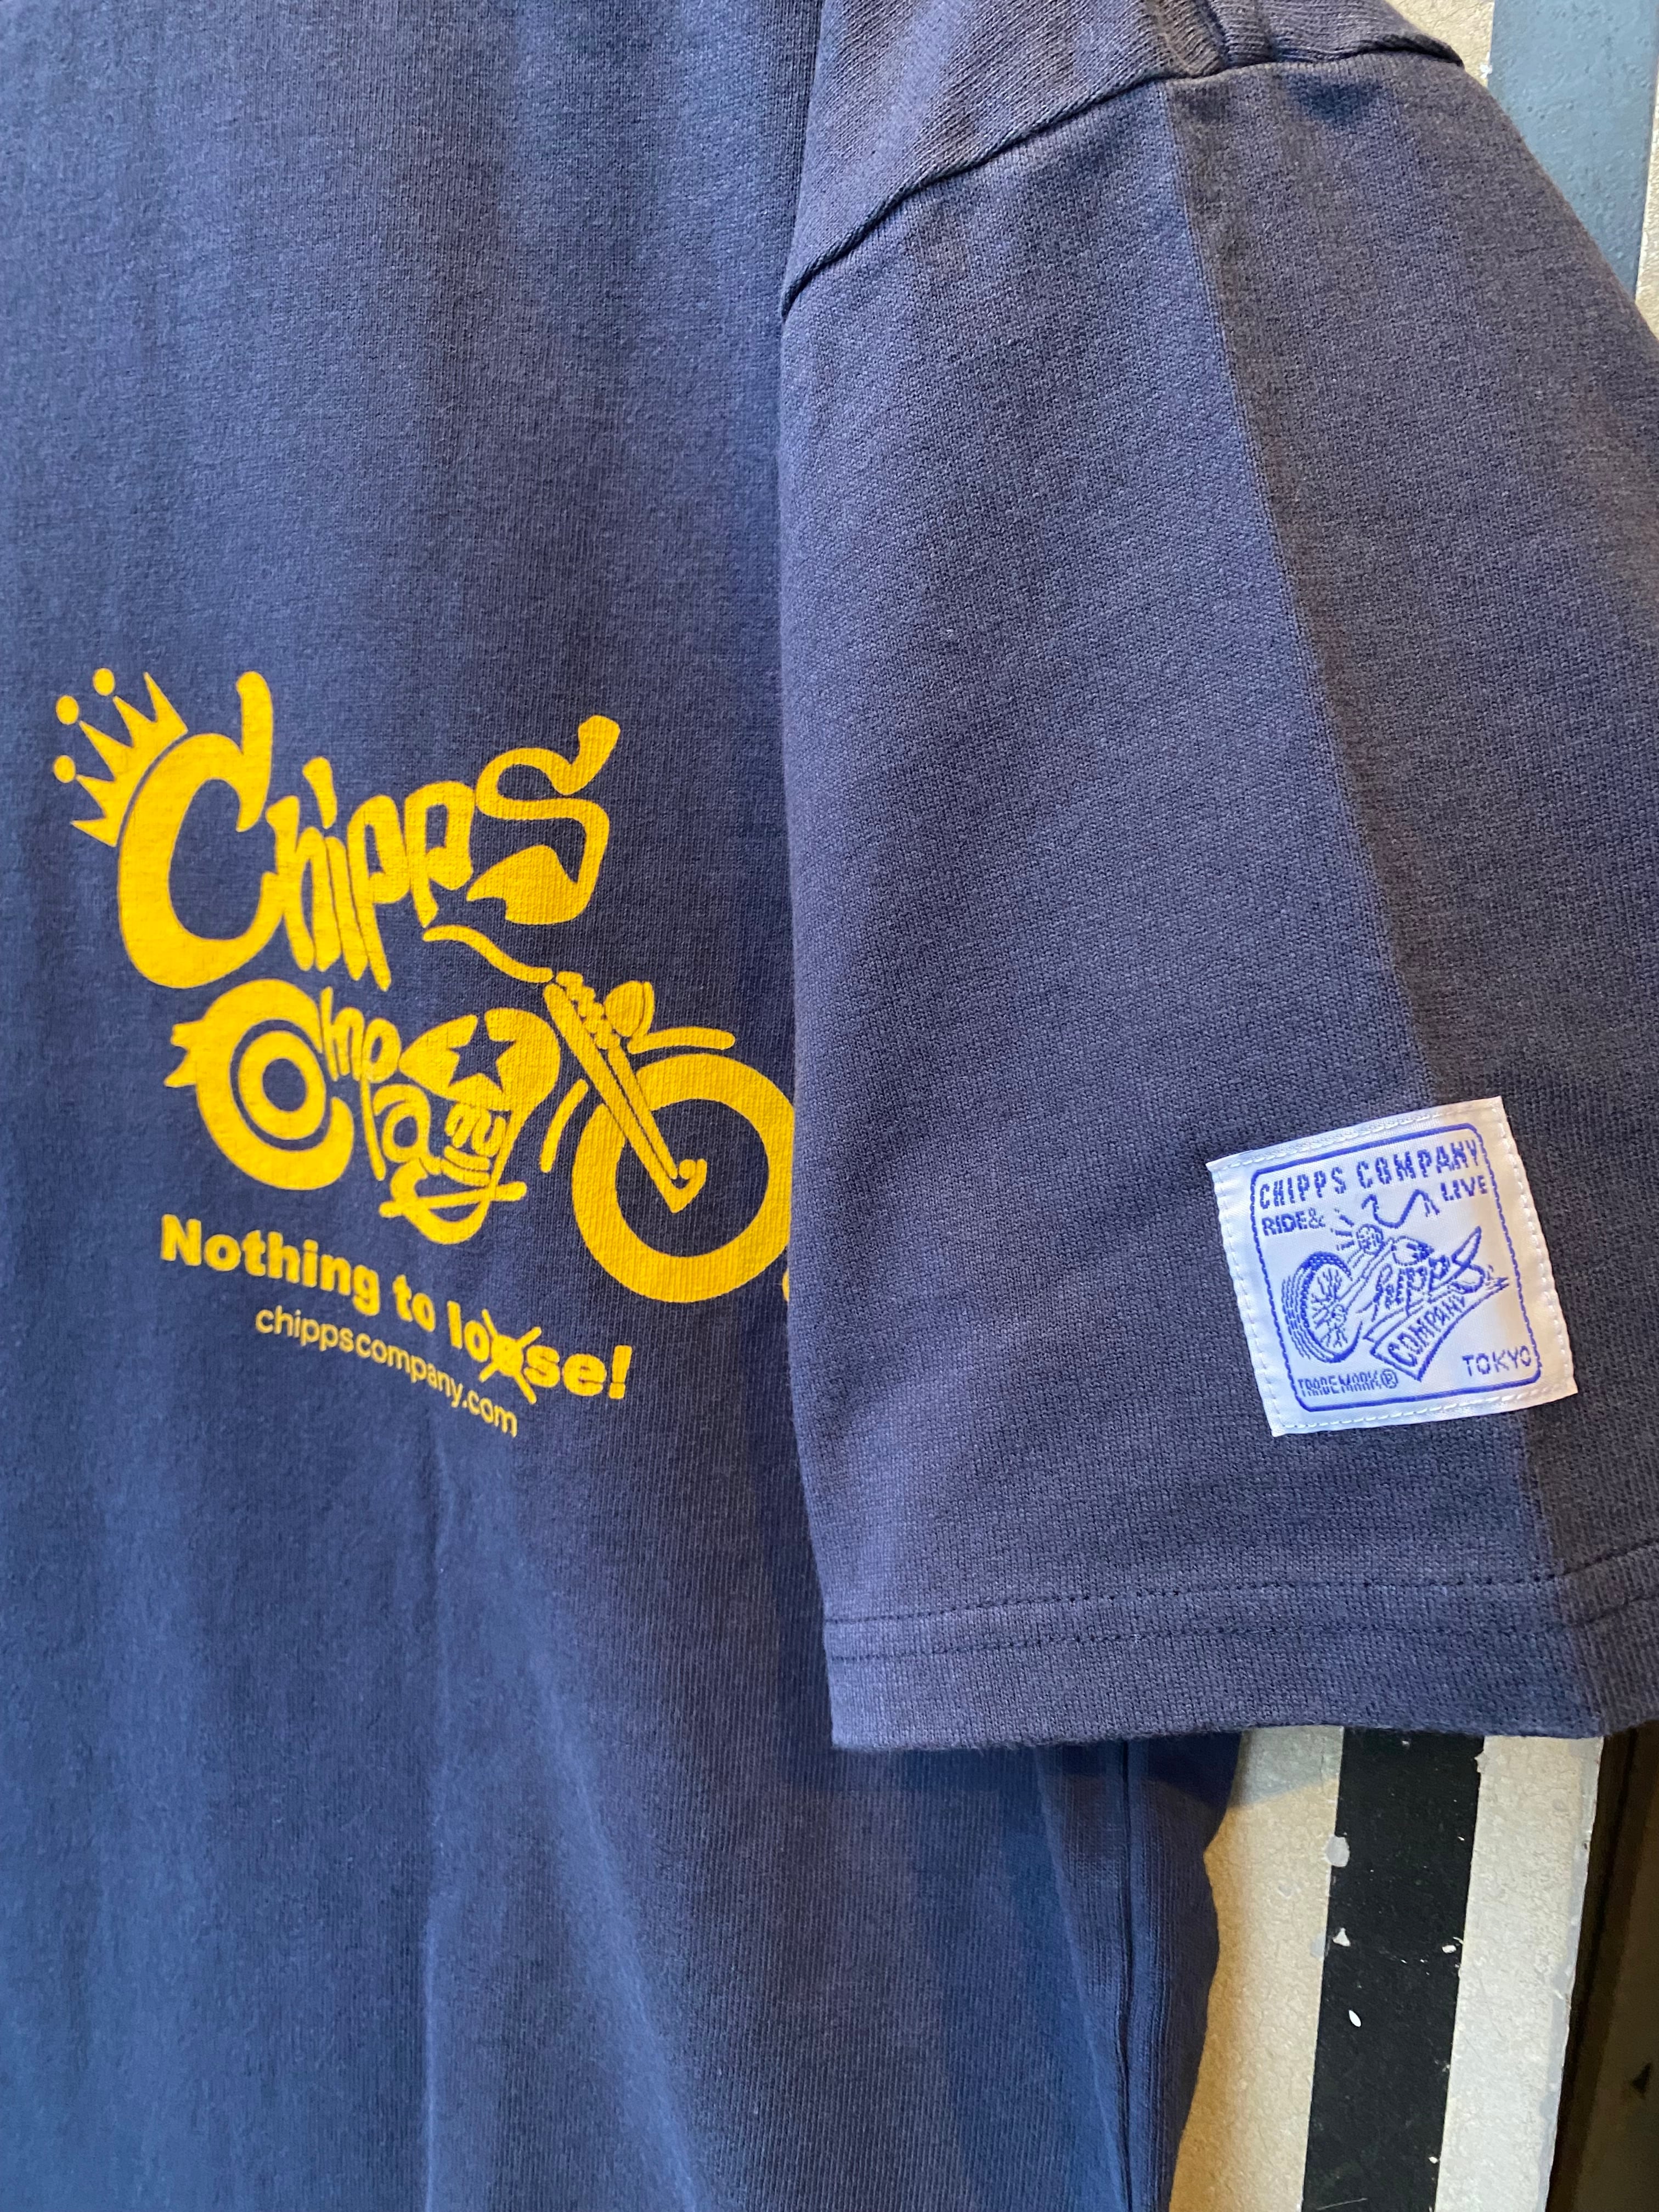 Chipps
Company
Nothing to loose!
chippscompany.com
CHIPPS COMPANY
RIDE& LIVE
Chipps
COMPANY
TOKYO
TRADEMARK®